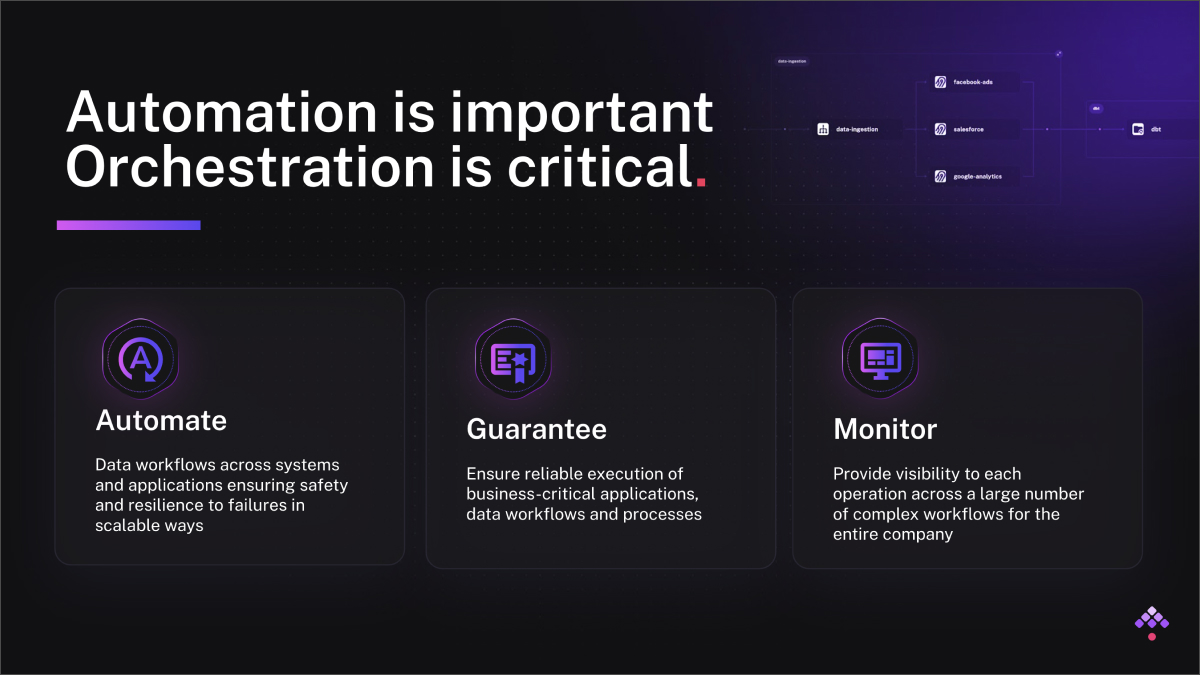 Automation is important
Orchestration is critical.
data-ingestion
facebook-ads
data-ingestion
salesforce
google-analytics
dbt
dbt
A
Automate
Data workflows across systems
and applications ensuring safety
and resilience to failures in
scalable ways
Guarantee
Ensure reliable execution of
business-critical applications,
data workflows and processes
Monitor
Provide visibility to each
operation across a large number
of complex workflows for the
entire company